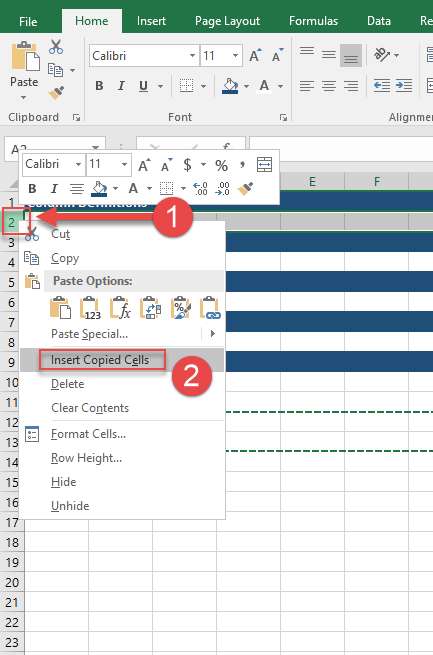 File Home Insert Page Layout Formulas Data Re
Calibri 11 A A
Paste
B I U A
Clipboard Font Alignme
A2 fx
Calibri 11 A A $ % ,
B I A .0 .00
E F
1 Column Definitions
2 1
Cut
3
Copy
4
Paste Options:
5
123 fx
7
Paste Special...
8
Insert Copied Cells
9 2
Delete
10
Clear Contents
11
12
Format Cells...
13
Row Height...
14
Hide
15
Unhide
16
17
18
19
20
21
22
23